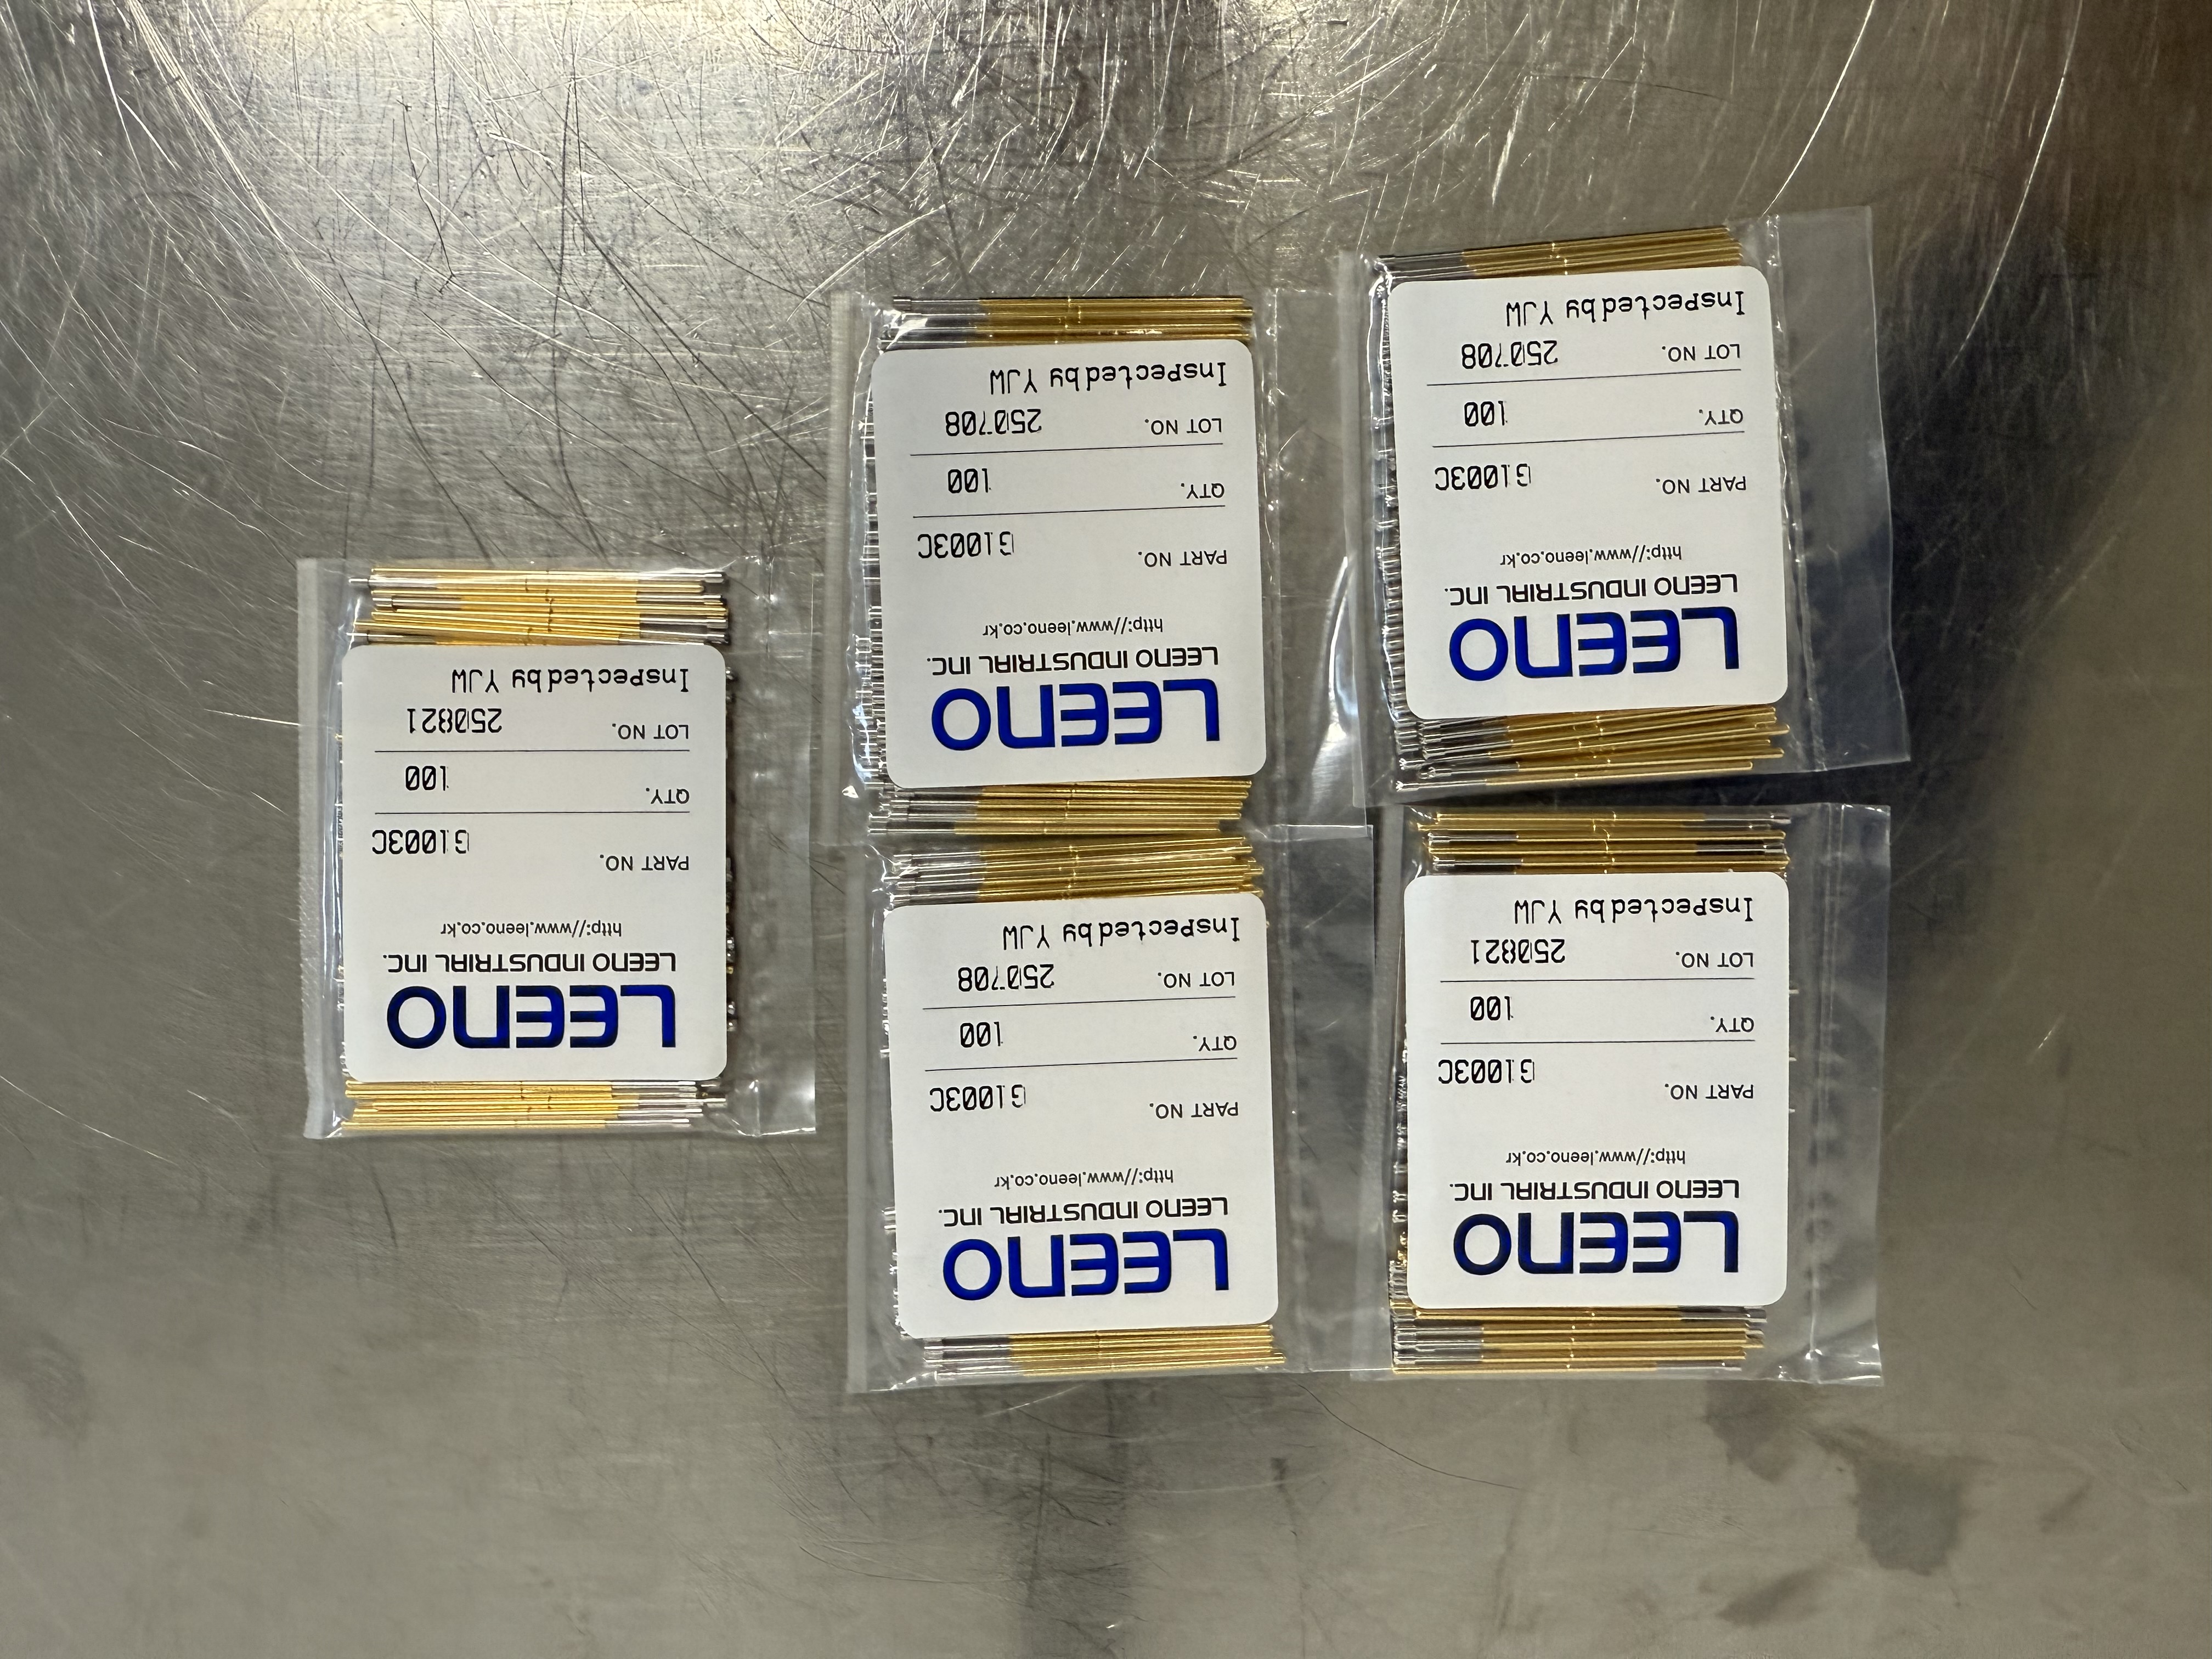 LEENO
LEENO INDUSTRIAL INC.
http://www.leeno.co.kr
PART NO. G1003C
QTY. 100
LOT NO. 250821
InsPected by YJW
LEENO
LEENO INDUSTRIAL INC.
http://www.leeno.co.kr
PART NO. G1003C
QTY. 100
LOT NO. 250708
InsPected by YJW
LEENO
LEENO INDUSTRIAL INC.
http://www.leeno.co.kr
PART NO. G1003C
QTY. 100
LOT NO. 250821
InsPected by YJW
LEENO
LEENO INDUSTRIAL INC.
http://www.leeno.co.kr
PART NO. G1003C
QTY. 100
LOT NO. 250708
InsPected by YJW
LEENO
LEENO INDUSTRIAL INC.
http://www.leeno.co.kr
PART NO. G1003C
QTY. 100
LOT NO. 250708
InsPected by YJW